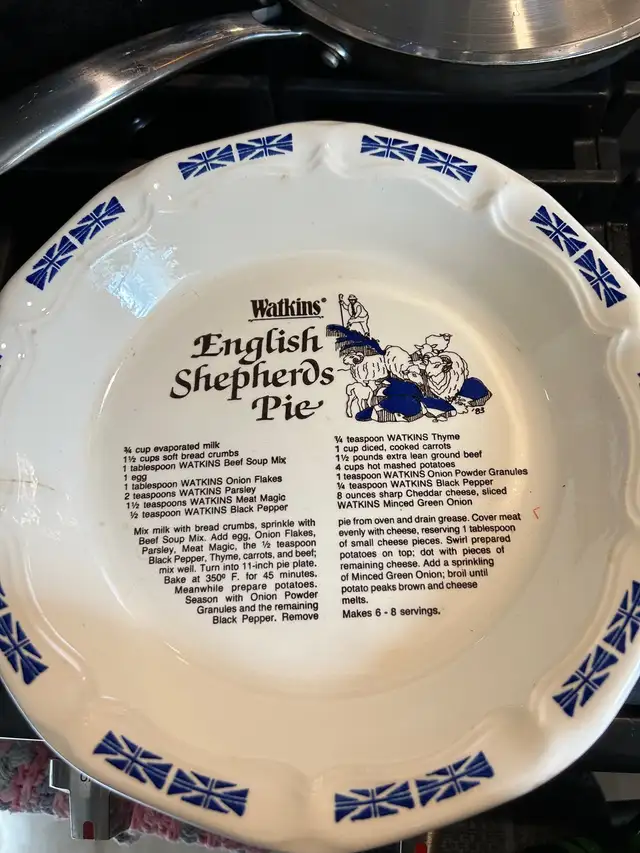 Watkins®
English
Shepherds
Pie
'83
¾ cup evaporated milk
1½ cups soft bread crumbs
1 tablespoon WATKINS Beef Soup Mix
1 egg
1 tablespoon WATKINS Onion Flakes
2 teaspoons WATKINS Parsley
1½ teaspoons WATKINS Meat Magic
½ teaspoon WATKINS Black Pepper
¾ teaspoon WATKINS Thyme
1 cup diced, cooked carrots
1½ pounds extra lean ground beef
4 cups hot mashed potatoes
1 teaspoon WATKINS Onion Powder Granules
¼ teaspoon WATKINS Black Pepper
8 ounces sharp Cheddar cheese, sliced
WATKINS Minced Green Onion
Mix milk with bread crumbs, sprinkle with
Beef Soup Mix. Add egg, Onion Flakes,
Parsley, Meat Magic, the ½ teaspoon
Black Pepper, Thyme, carrots, and beef;
mix well. Turn into 11-inch pie plate.
Bake at 350º F. for 45 minutes.
Meanwhile prepare potatoes.
Season with Onion Powder
Granules and the remaining
Black Pepper. Remove
pie from oven and drain grease. Cover meat
evenly with cheese, reserving 1 tablespoon
of small cheese pieces. Swirl prepared
potatoes on top; dot with pieces of
remaining cheese. Add a sprinkling
of Minced Green Onion; broil until
potato peaks brown and cheese
melts.
Makes 6 - 8 servings.